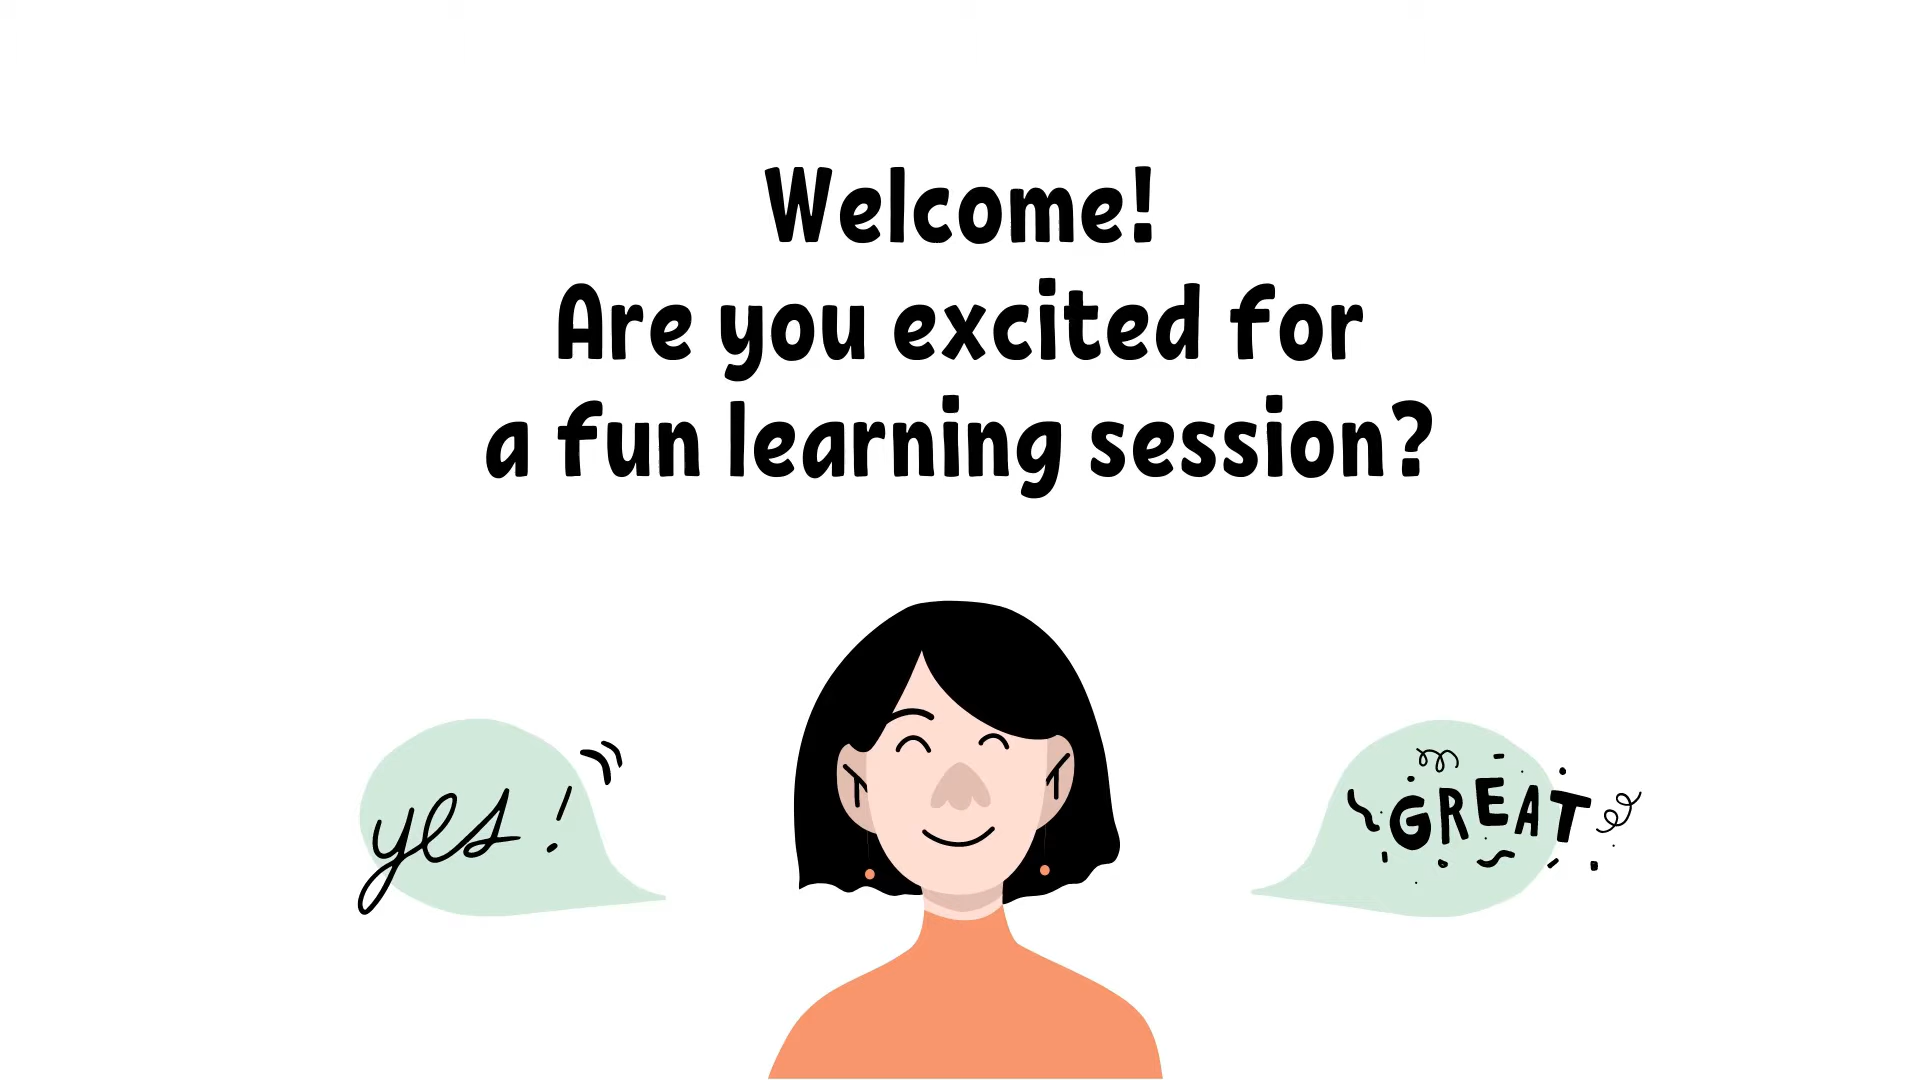 Welcome!
Are you excited for
a fun learning session?
yes!
GREAT